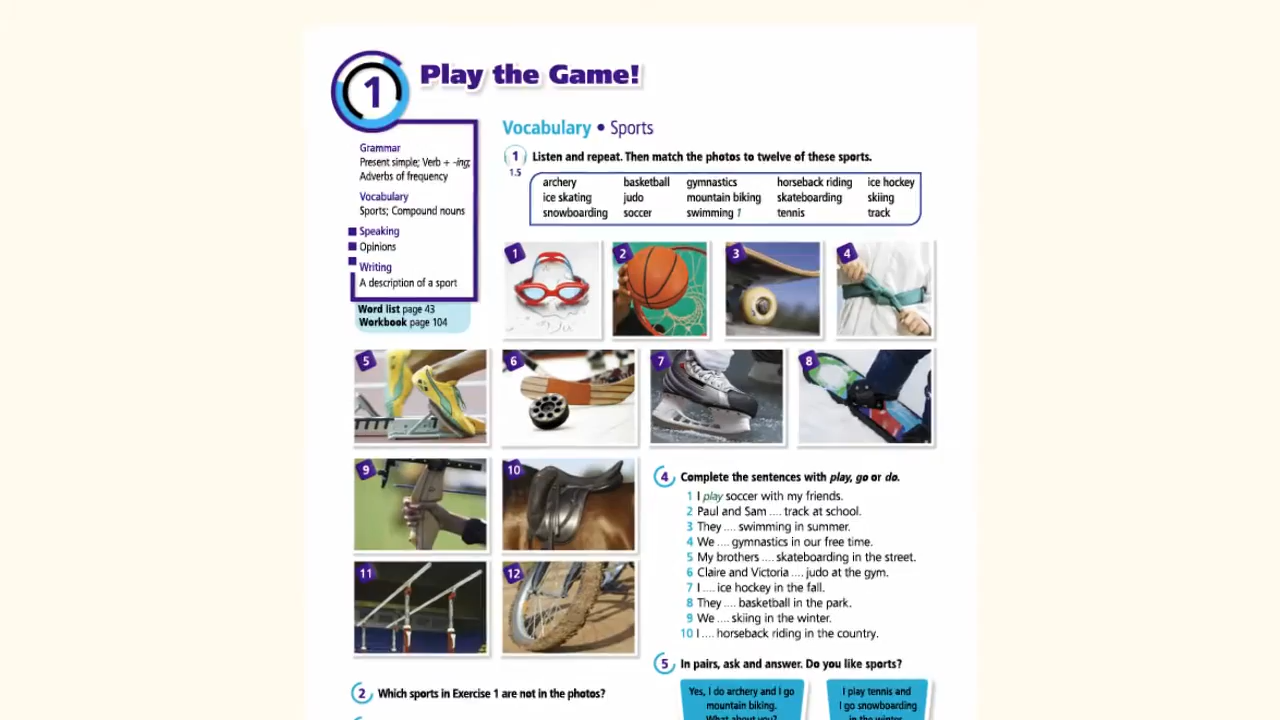 1
Play the Game!
Grammar
Present simple; Verb + -ing;
Adverbs of frequency
Vocabulary
Sports; Compound nouns
Speaking
Opinions
Writing
A description of a sport
Word list page 43
Workbook page 104
Vocabulary • Sports
1 Listen and repeat. Then match the photos to twelve of these sports.
1.5
archery basketball gymnastics horseback riding ice hockey
ice skating judo mountain biking skateboarding skiing
snowboarding soccer swimming 1 tennis track
1 2 3 4
5 6 7 8
9 10
11 12
2 Which sports in Exercise 1 are not in the photos?
4 Complete the sentences with play, go or do.
1 I play soccer with my friends.
2 Paul and Sam .... track at school.
3 They .... swimming in summer.
4 We .... gymnastics in our free time.
5 My brothers .... skateboarding in the street.
6 Claire and Victoria .... judo at the gym.
7 I .... ice hockey in the fall.
8 They .... basketball in the park.
9 We .... skiing in the winter.
10 I .... horseback riding in the country.
5 In pairs, ask and answer. Do you like sports?
Yes, I do archery and I go
mountain biking.
What about you?
I play tennis and
I go snowboarding
in the winter.